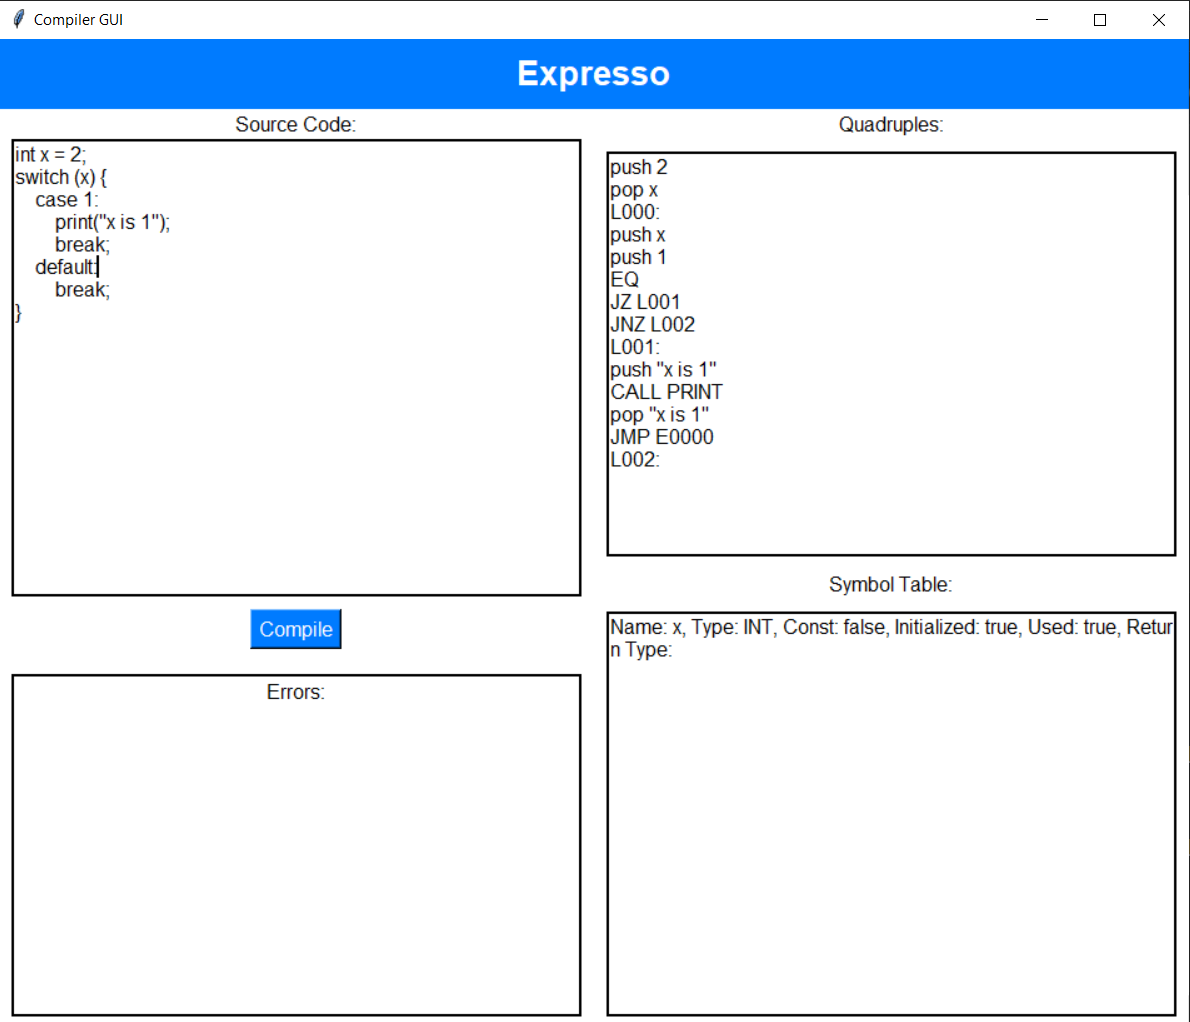 Compiler GUI
Expresso
Source Code:
int x = 2;
switch (x) {
    case 1:
        print("x is 1");
        break;
    default:
        break;
}
Compile
Errors:
Quadruples:
push 2
pop x
L000:
push x
push 1
EQ
JZ L001
JNZ L002
L001:
push "x is 1"
CALL PRINT
pop "x is 1"
JMP E0000
L002:
Symbol Table:
Name: x, Type: INT, Const: false, Initialized: true, Used: true, Retur
n Type: